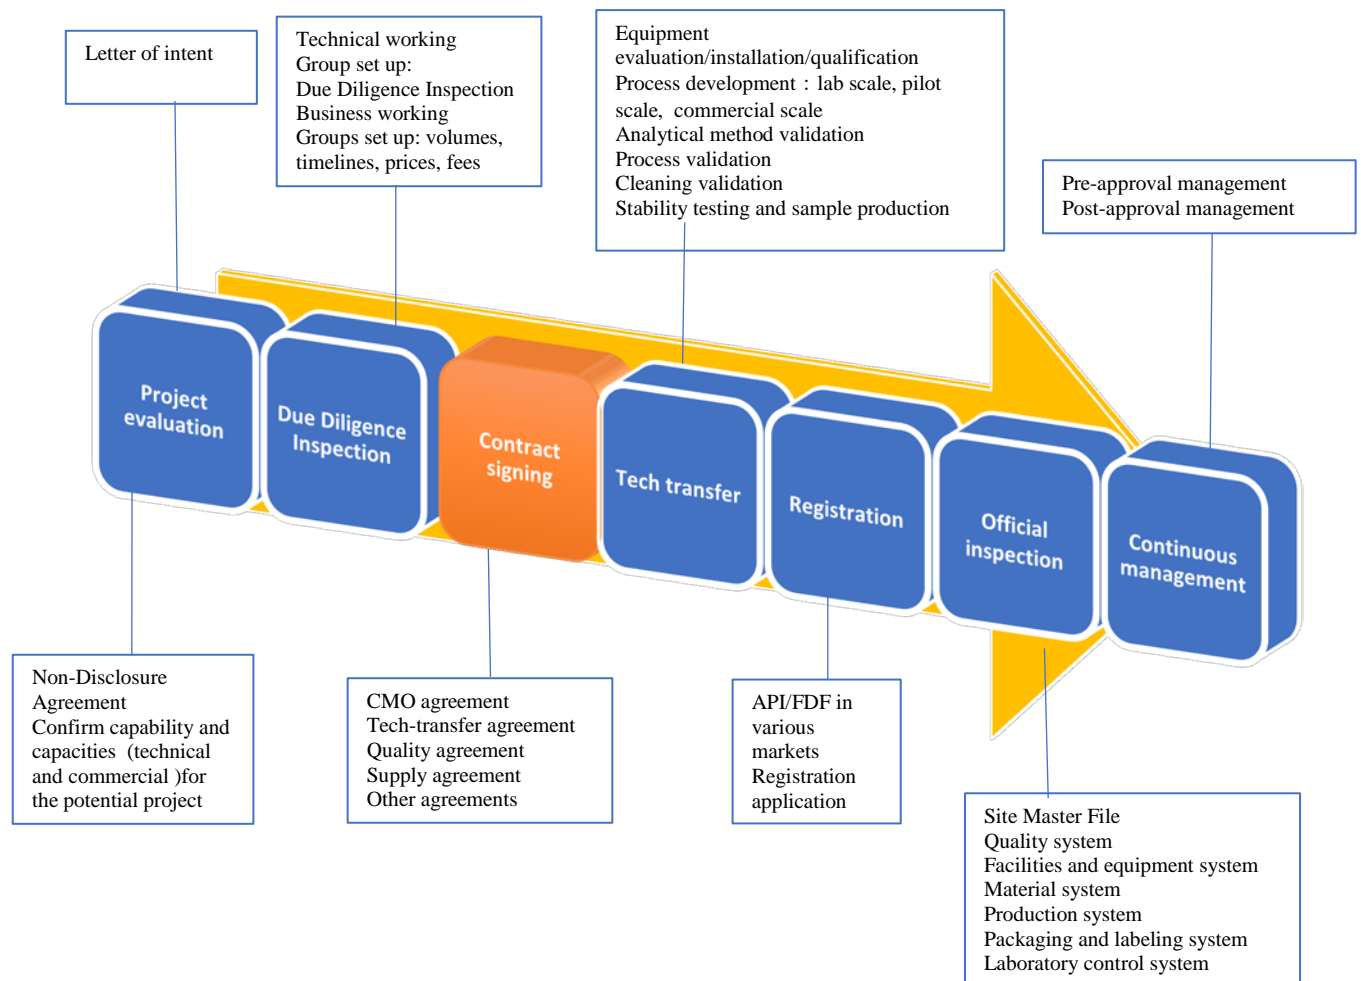 Letter of intent
Technical working
Group set up:
Due Diligence Inspection
Business working
Groups set up: volumes,
timelines, prices, fees
Equipment
evaluation/installation/qualification
Process development：lab scale, pilot
scale, commercial scale
Analytical method validation
Process validation
Cleaning validation
Stability testing and sample production
Pre-approval management
Post-approval management
Project
evaluation
Due Diligence
Inspection
Contract
signing
Tech transfer
Registration
Official
inspection
Continuous
management
Non-Disclosure
Agreement
Confirm capability and
capacities (technical
and commercial )for
the potential project
CMO agreement
Tech-transfer agreement
Quality agreement
Supply agreement
Other agreements
API/FDF in
various
markets
Registration
application
Site Master File
Quality system
Facilities and equipment system
Material system
Production system
Packaging and labeling system
Laboratory control system